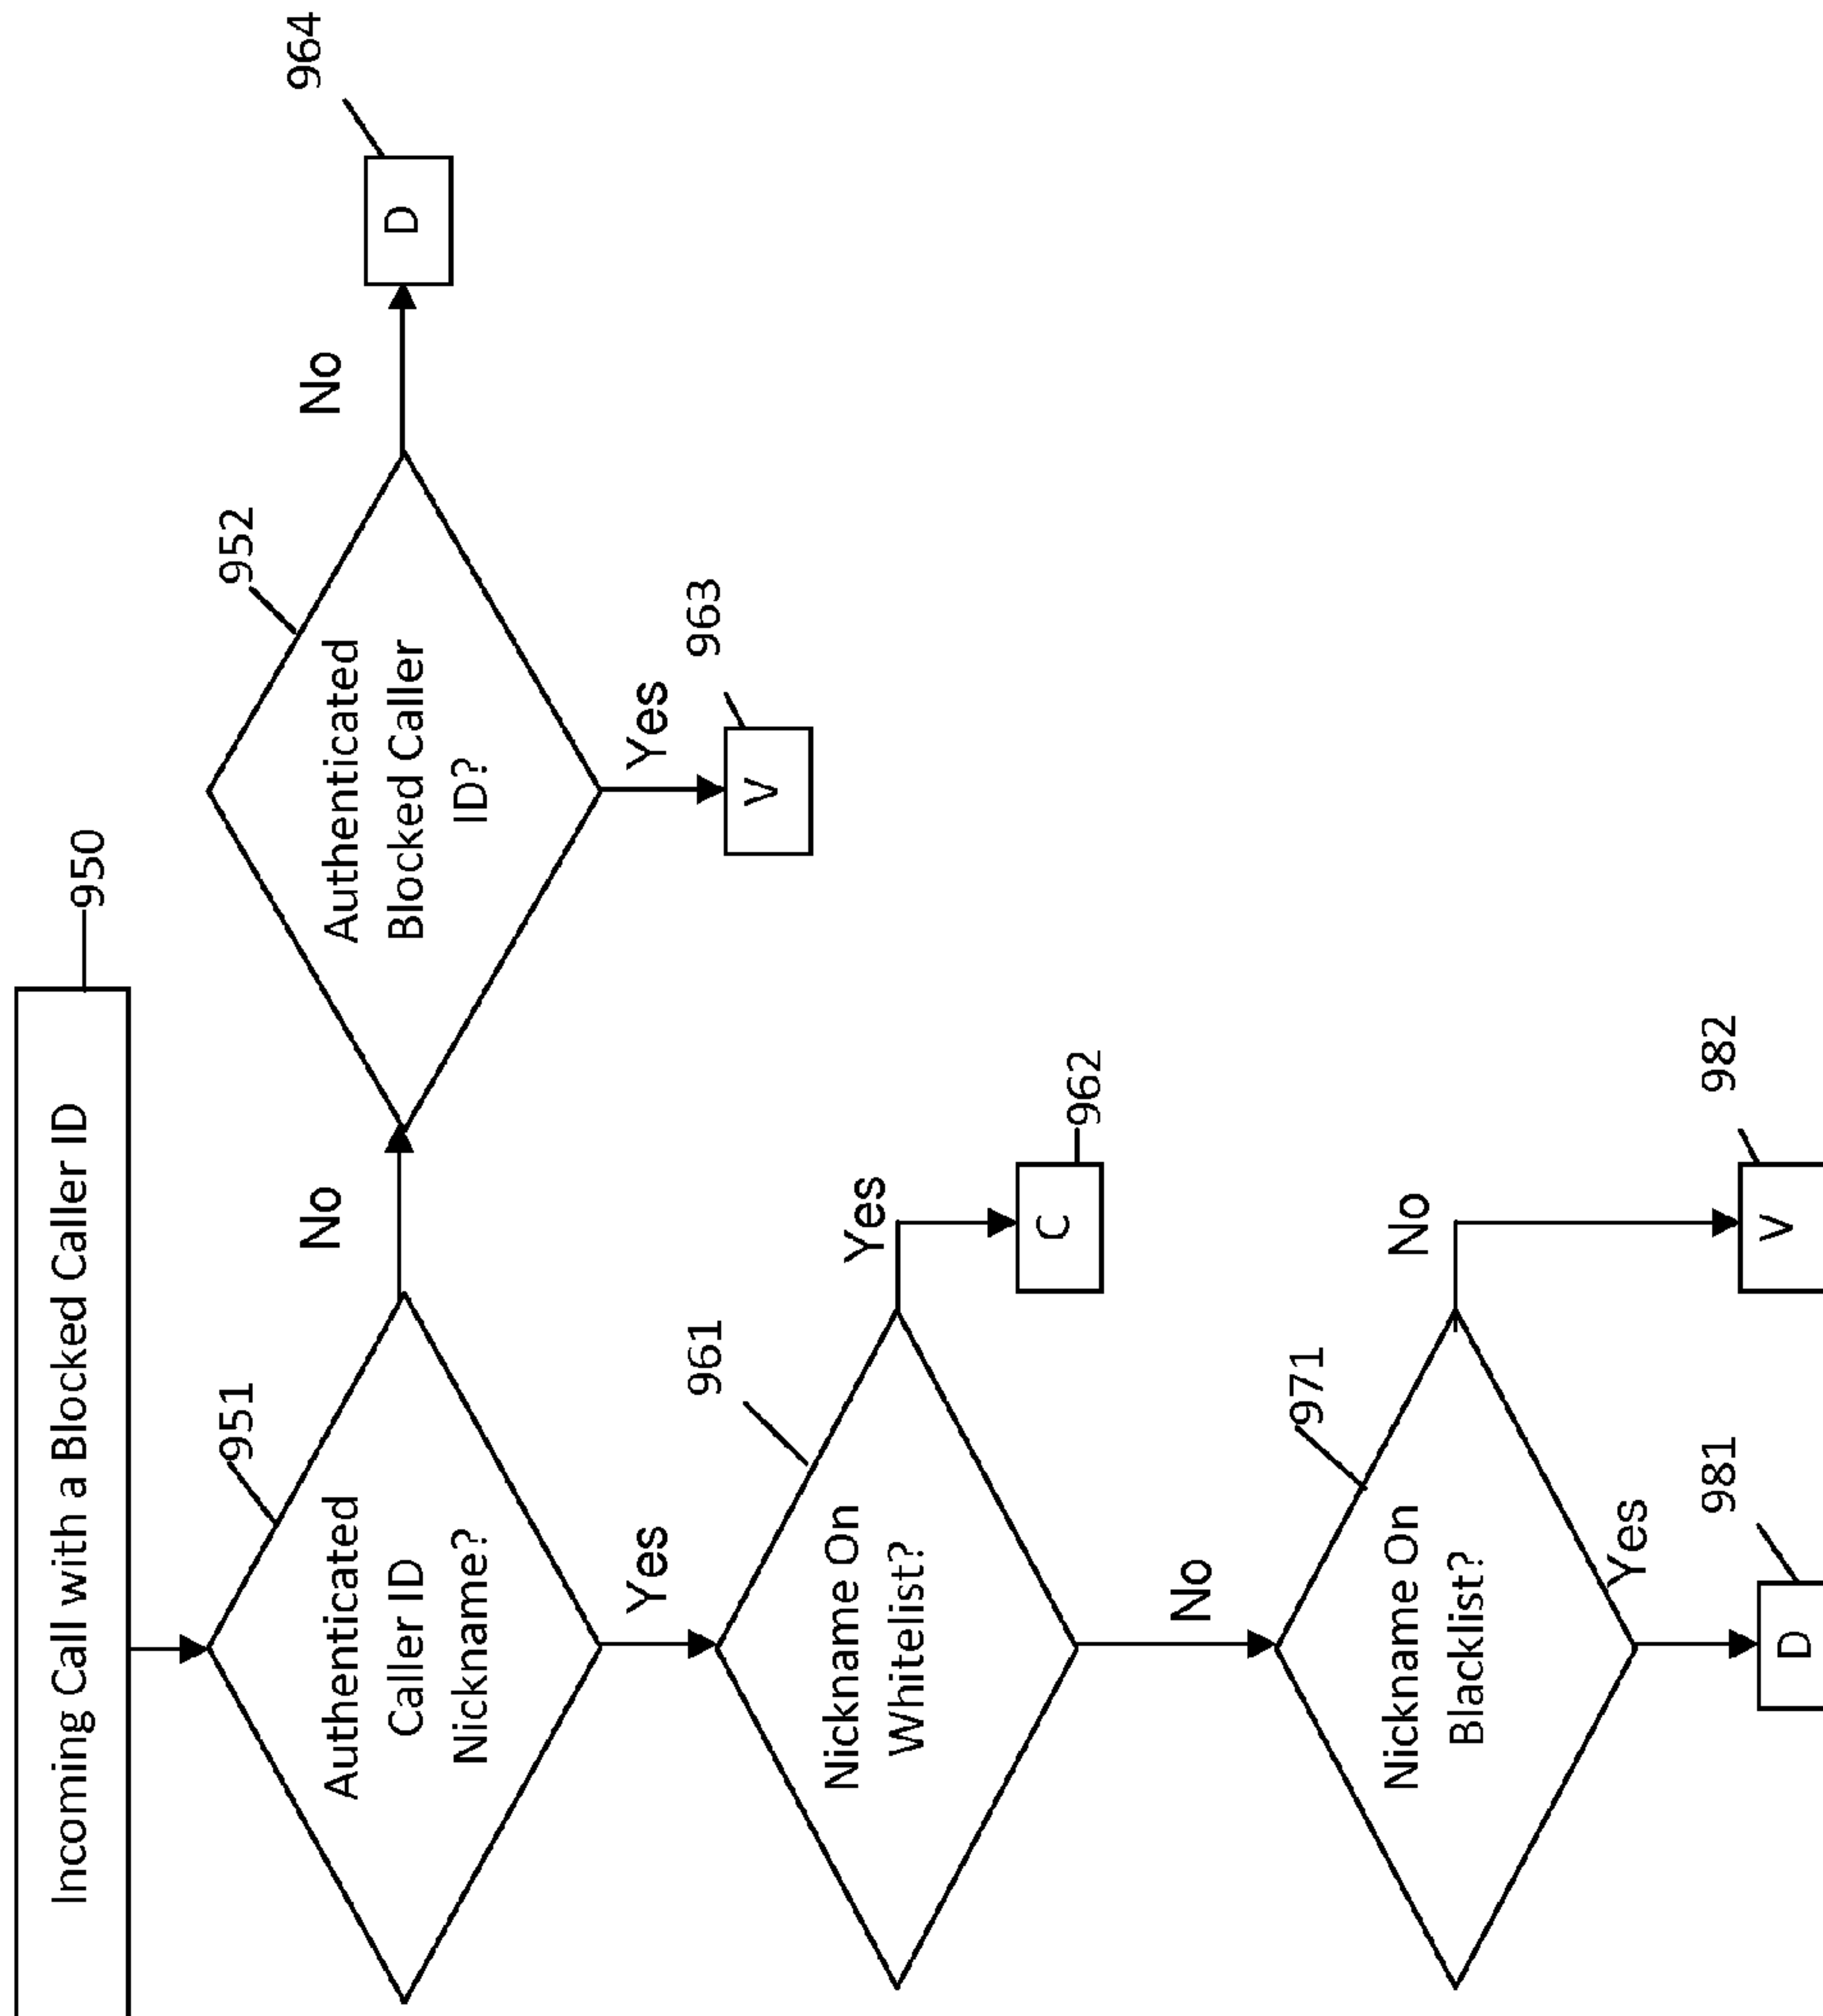 Incoming Call with a Blocked Caller ID
950
951
Authenticated
Caller ID
Nickname?
No
952
Authenticated
Blocked Caller
ID?
No
964
D
Yes
963
V
Yes
961
Nickname On
Whitelist?
Yes
962
C
No
971
Nickname On
Blacklist?
No
982
V
Yes
981
D